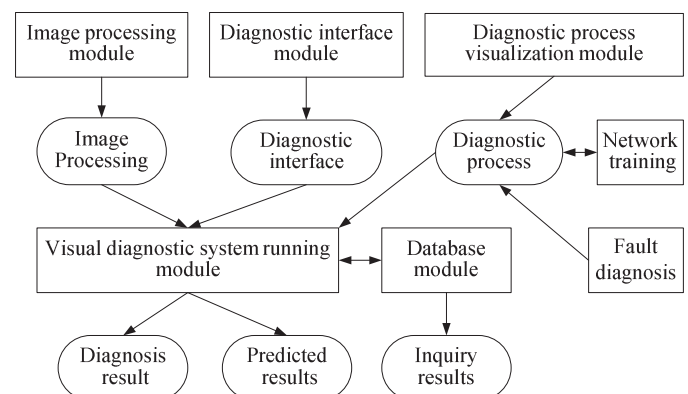 Image processing
module
Diagnostic interface
module
Diagnostic process
visualization module
Image
Processing
Diagnostic
interface
Diagnostic
process
Network
training
Visual diagnostic system running
module
Database
module
Fault
diagnosis
Diagnosis
result
Predicted
results
Inquiry
results